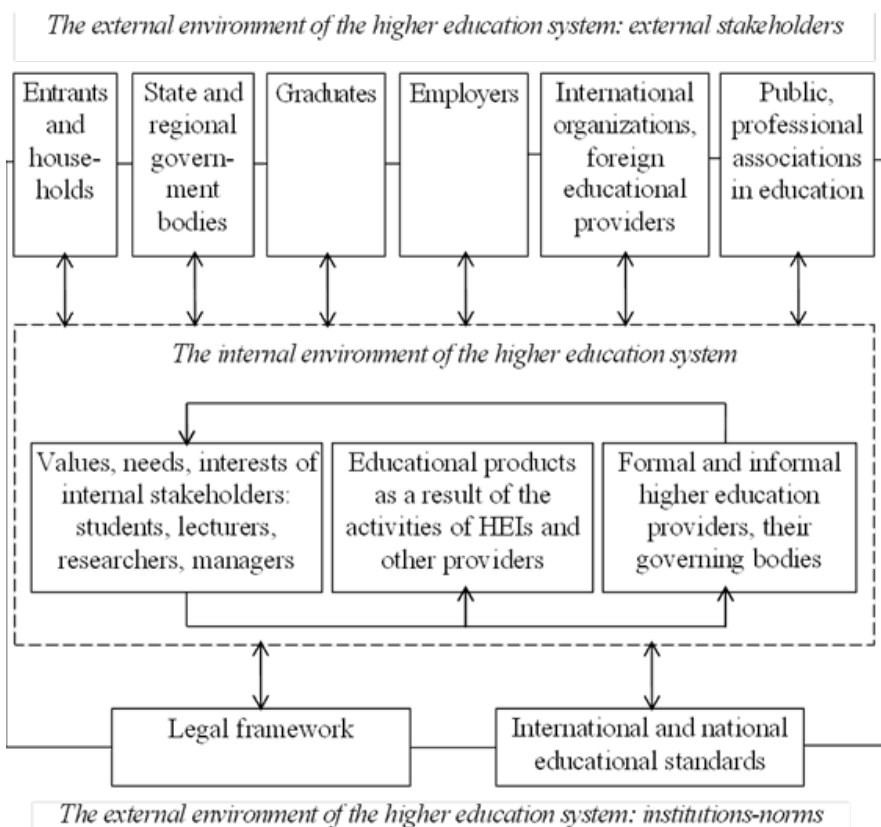 The external environment of the higher education system: external stakeholders
Entrants
and
house-
holds
State and
regional
govern-
ment
bodies
Graduates
Employers
International
organizations,
foreign
educational
providers
Public,
professional
associations
in education
The internal environment of the higher education system
Values, needs, interests of
internal stakeholders:
students, lecturers,
researchers, managers
Educational products
as a result of the
activities of HEIs and
other providers
Formal and informal
higher education
providers, their
governing bodies
Legal framework
International and national
educational standards
The external environment of the higher education system: institutions-norms